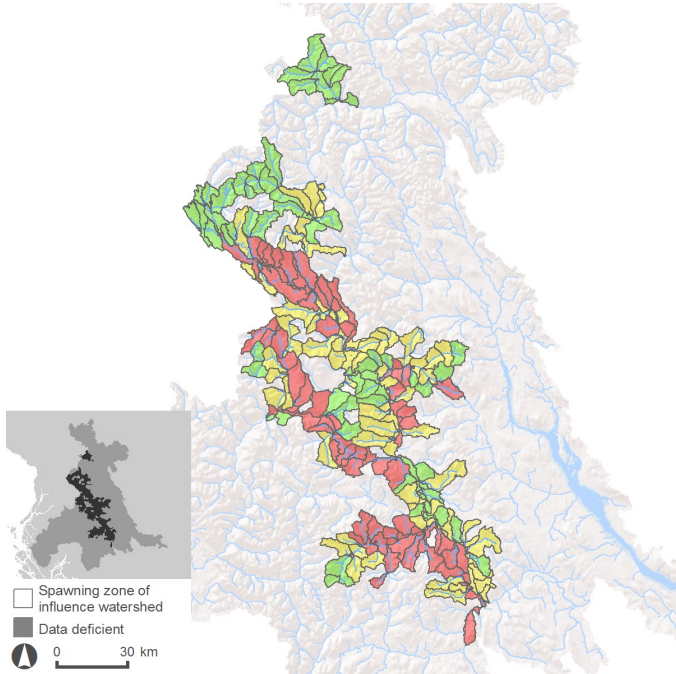 Spawning zone of
influence watershed
Data deficient
0 30 km